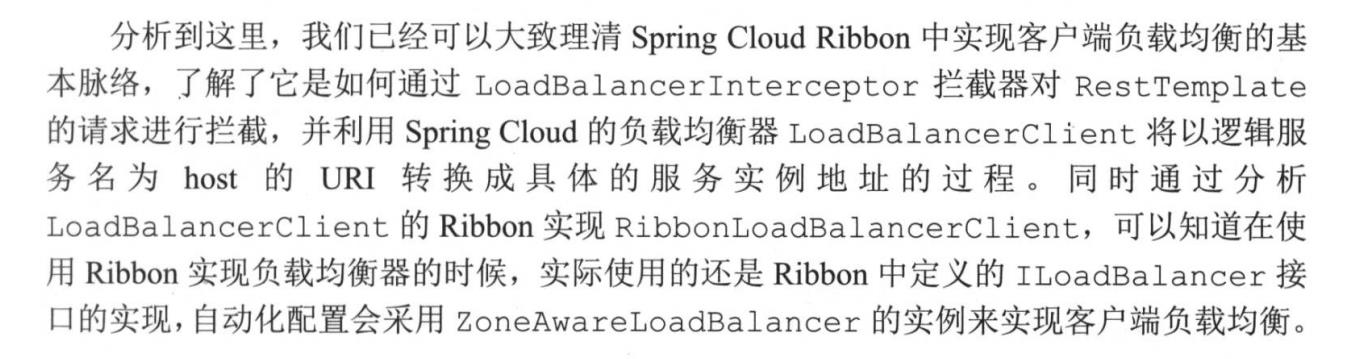 分析到这里，我们已经可以大致理清 Spring Cloud Ribbon 中实现客户端负载均衡的基
本脉络，了解了它是如何通过 LoadBalancerInterceptor 拦截器对 RestTemplate
的请求进行拦截，并利用 Spring Cloud 的负载均衡器 LoadBalancerClient 将以逻辑服
务名为 host 的 URI 转换成具体的服务实例地址的过程。同时通过分析
LoadBalancerClient 的 Ribbon 实现 RibbonLoadBalancerClient，可以知道在使
用 Ribbon 实现负载均衡器的时候，实际使用的还是 Ribbon 中定义的 ILoadBalancer 接
口的实现，自动化配置会采用 ZoneAwareLoadBalancer 的实例来实现客户端负载均衡。